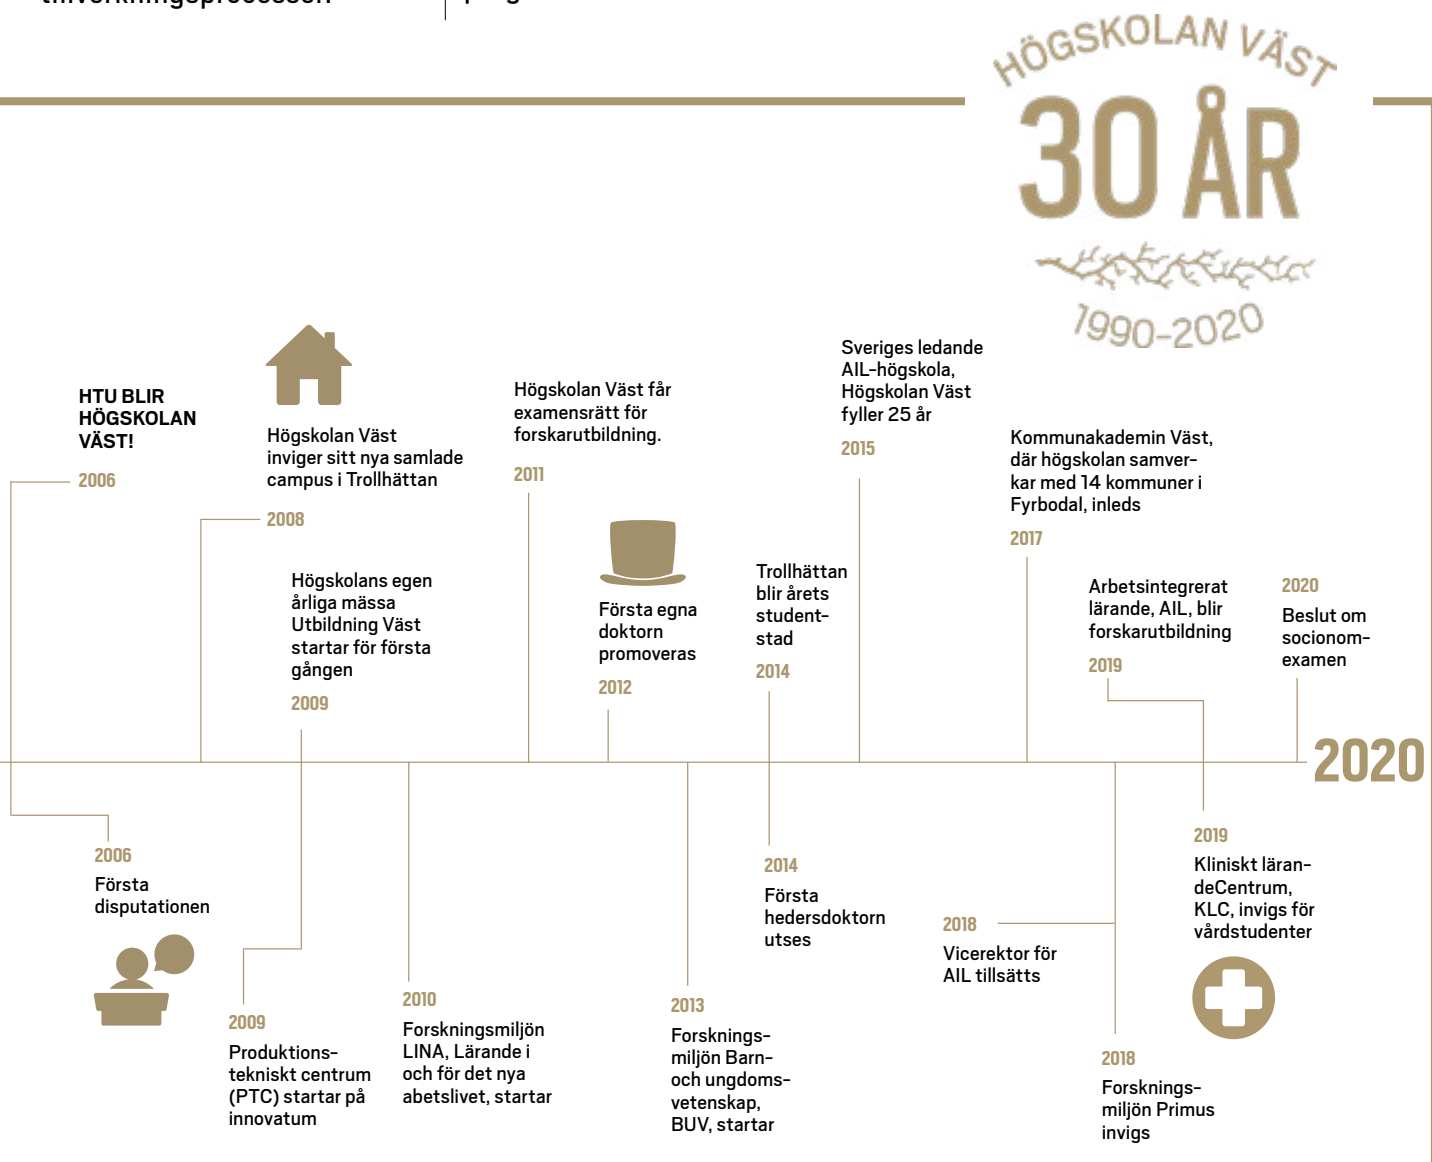 HÖGSKOLAN VÄST
30 ÅR
1990-2020
HTU BLIR
HÖGSKOLAN
VÄST!
2006
Högskolan Väst
inviger sitt nya samlade
campus i Trollhättan
2008
Högskolans egen
årliga mässa
Utbildning Väst
startar för första
gången
2009
Högskolan Väst får
examensrätt för
forskarutbildning.
2011
Första egna
doktorn
promoveras
2012
Trollhättan
blir årets
student-
stad
2014
Sveriges ledande
AIL-högskola,
Högskolan Väst
fyller 25 år
2015
Kommunakademin Väst,
där högskolan samver-
kar med 14 kommuner i
Fyrbodal, inleds
2017
Arbetsintegrerat
lärande, AIL, blir
forskarutbildning
2019
2020
Beslut om
socionom-
examen
2020
2006
Första
disputationen
2009
Produktions-
tekniskt centrum
(PTC) startar på
innovatum
2010
Forskningsmiljön
LINA, Lärande i
och för det nya
abetslivet, startar
2013
Forsknings-
miljön Barn-
och ungdoms-
vetenskap,
BUV, startar
2014
Första
hedersdoktorn
utses
2018
Vicerektor för
AIL tillsätts
2018
Forsknings-
miljön Primus
invigs
2019
Kliniskt läran-
deCentrum,
KLC, invigs för
vårdstudenter